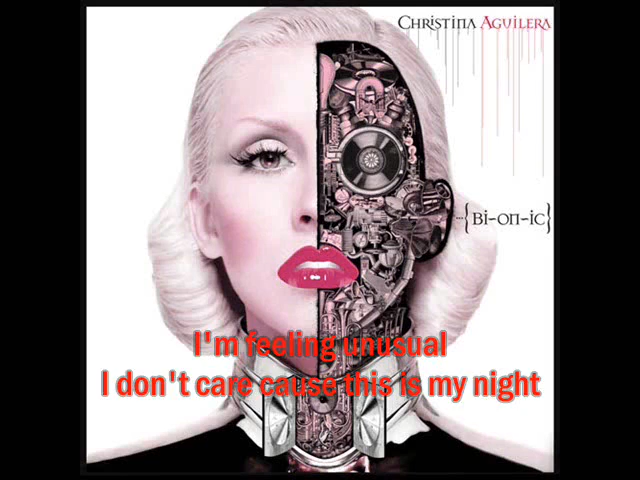 Christina Aguilera
{Bi-on-ic}
I'm feeling unusual
I don't care cause this is my night